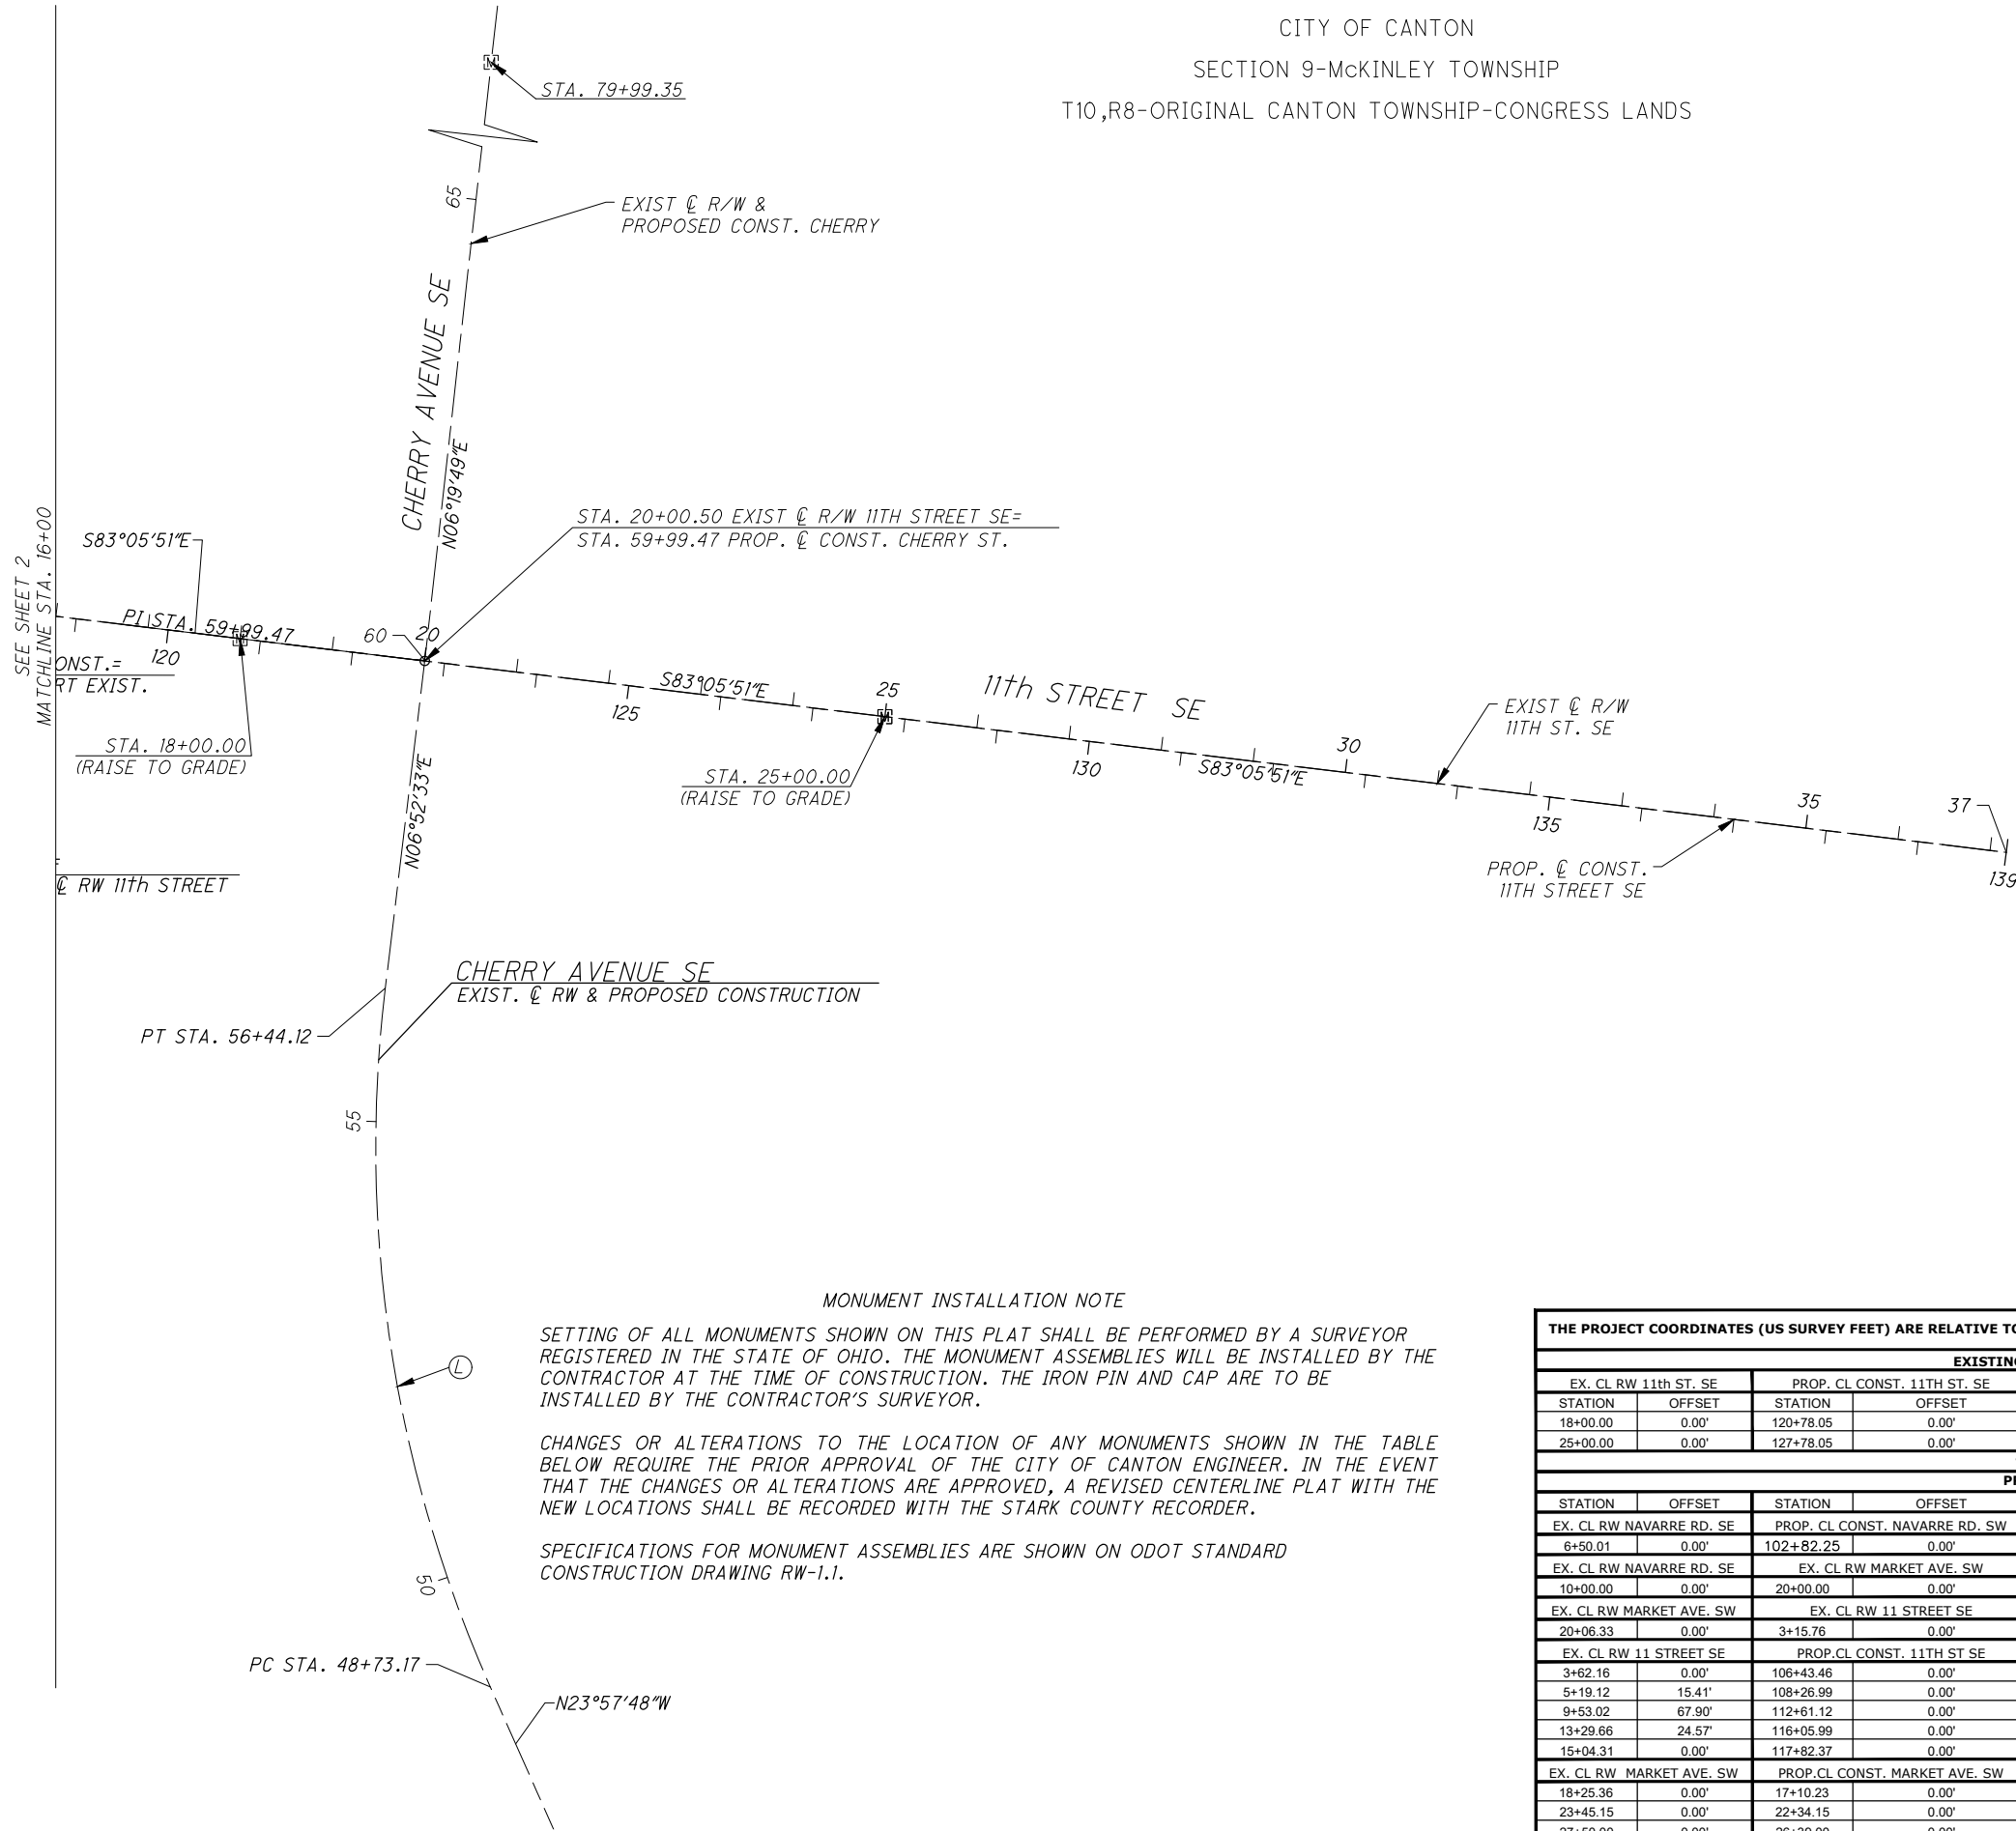 CITY OF CANTON
SECTION 9-McKINLEY TOWNSHIP
T10,R8-ORIGINAL CANTON TOWNSHIP-CONGRESS LANDS
M
STA. 79+99.35
65
EXIST ℄ R/W &
PROPOSED CONST. CHERRY
CHERRY AVENUE SE
N06°19'49"E
STA. 20+00.50 EXIST ℄ R/W 11TH STREET SE=
STA. 59+99.47 PROP. ℄ CONST. CHERRY ST.
SEE SHEET 2
MATCHLINE STA. 16+00
S83°05'51"E
PI STA. 59+99.47
60
20
ONST.=
RT EXIST.
120
M
STA. 18+00.00
(RAISE TO GRADE)
125
S83°05'51"E
25
M
11th STREET SE
STA. 25+00.00
(RAISE TO GRADE)
130
S83°05'51"E
30
EXIST ℄ R/W
11TH ST. SE
135
35
37
139
PROP. ℄ CONST.
11TH STREET SE
N06°52'33"E
=
℄ RW 11th STREET
CHERRY AVENUE SE
EXIST. ℄ RW & PROPOSED CONSTRUCTION
PT STA. 56+44.12
55
L
50
PC STA. 48+73.17
N23°57'48"W
MONUMENT INSTALLATION NOTE
SETTING OF ALL MONUMENTS SHOWN ON THIS PLAT SHALL BE PERFORMED BY A SURVEYOR
REGISTERED IN THE STATE OF OHIO. THE MONUMENT ASSEMBLIES WILL BE INSTALLED BY THE
CONTRACTOR AT THE TIME OF CONSTRUCTION. THE IRON PIN AND CAP ARE TO BE
INSTALLED BY THE CONTRACTOR'S SURVEYOR.
CHANGES OR ALTERATIONS TO THE LOCATION OF ANY MONUMENTS SHOWN IN THE TABLE
BELOW REQUIRE THE PRIOR APPROVAL OF THE CITY OF CANTON ENGINEER. IN THE EVENT
THAT THE CHANGES OR ALTERATIONS ARE APPROVED, A REVISED CENTERLINE PLAT WITH THE
NEW LOCATIONS SHALL BE RECORDED WITH THE STARK COUNTY RECORDER.
SPECIFICATIONS FOR MONUMENT ASSEMBLIES ARE SHOWN ON ODOT STANDARD
CONSTRUCTION DRAWING RW-1.1.
THE PROJECT COORDINATES (US SURVEY FEET) ARE RELATIVE TO
EXISTING
EX. CL RW 11th ST. SE PROP. CL CONST. 11TH ST. SE
STATION OFFSET STATION OFFSET
18+00.00 0.00' 120+78.05 0.00'
25+00.00 0.00' 127+78.05 0.00'
STATION OFFSET STATION OFFSET
EX. CL RW NAVARRE RD. SE PROP. CL CONST. NAVARRE RD. SW
6+50.01 0.00' 102+82.25 0.00'
EX. CL RW NAVARRE RD. SE EX. CL RW MARKET AVE. SW
10+00.00 0.00' 20+00.00 0.00'
EX. CL RW MARKET AVE. SW EX. CL RW 11 STREET SE
20+06.33 0.00' 3+15.76 0.00'
EX. CL RW 11 STREET SE PROP.CL CONST. 11TH ST SE
3+62.16 0.00' 106+43.46 0.00'
5+19.12 15.41' 108+26.99 0.00'
9+53.02 67.90' 112+61.12 0.00'
13+29.66 24.57' 116+05.99 0.00'
15+04.31 0.00' 117+82.37 0.00'
EX. CL RW MARKET AVE. SW PROP.CL CONST. MARKET AVE. SW
18+25.36 0.00' 17+10.23 0.00'
23+45.15 0.00' 22+34.15 0.00'